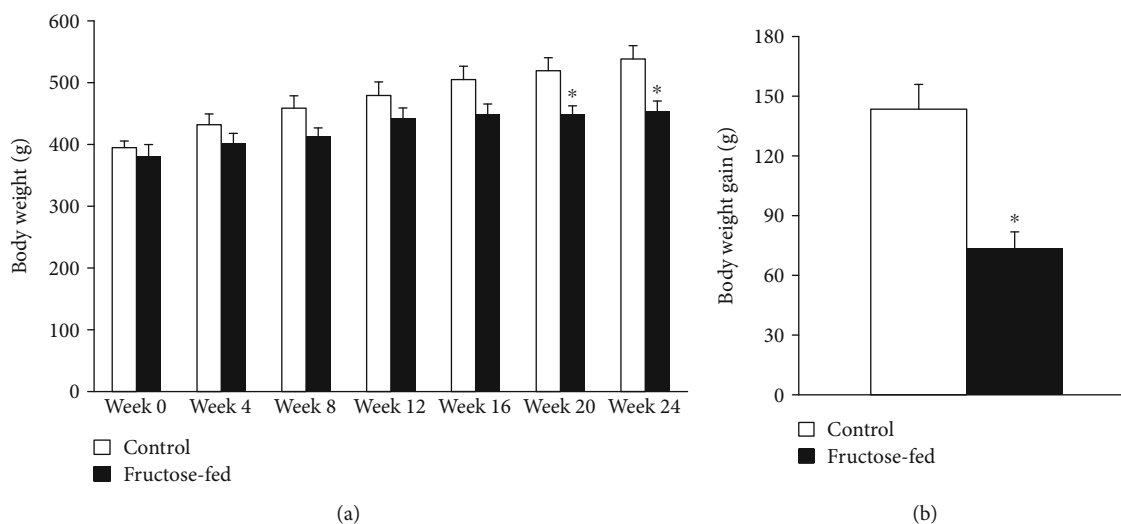 600
500
400
300
200
100
0
Body weight (g)
*
*
Week 0 Week 4 Week 8 Week 12 Week 16 Week 20 Week 24
Control
Fructose-fed
(a)
180
150
120
90
60
30
0
Body weight gain (g)
*
Control
Fructose-fed
(b)